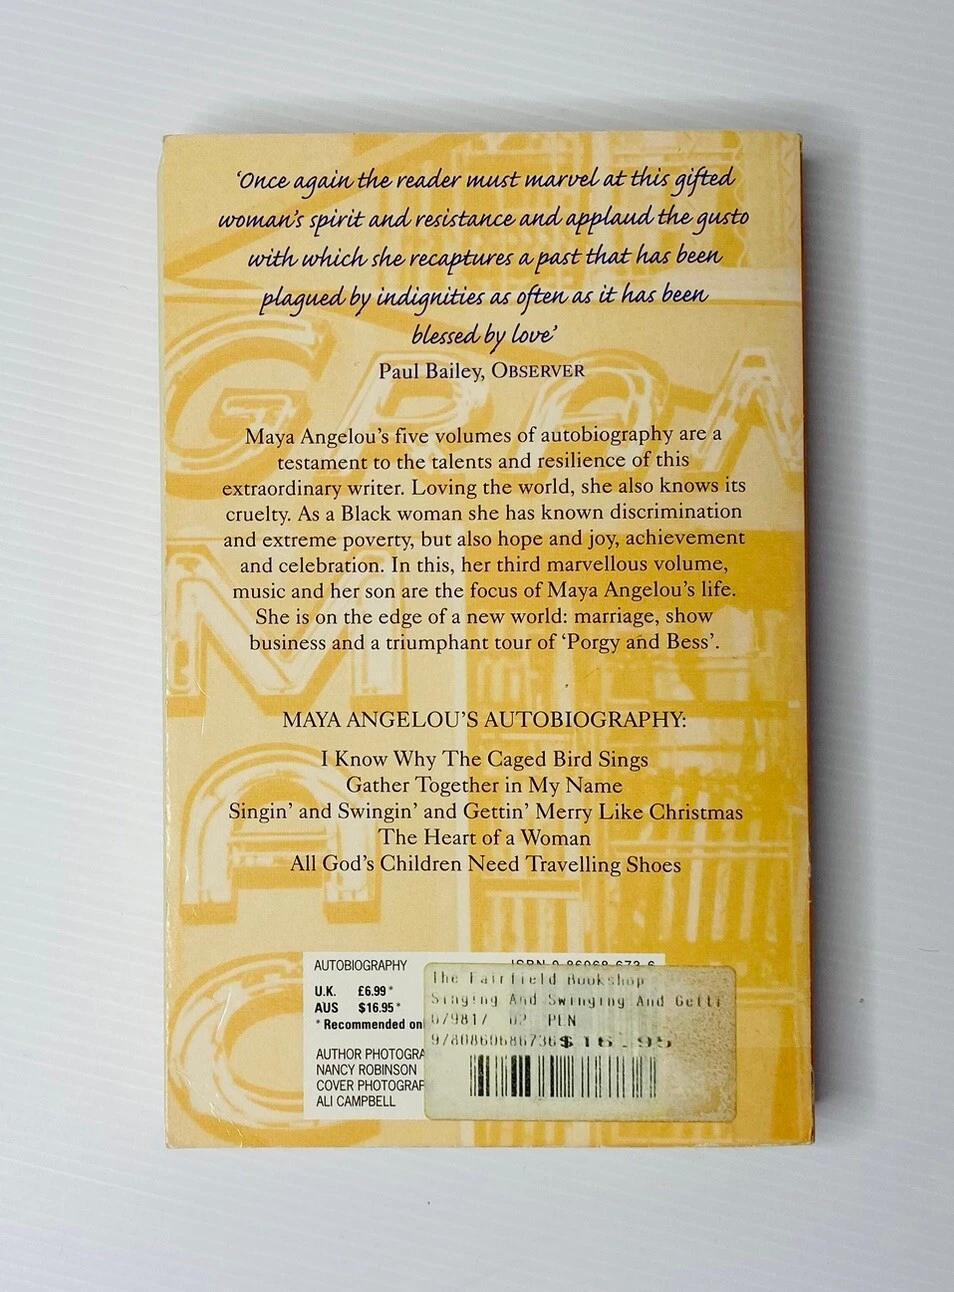 ‘Once again the reader must marvel at this gifted
woman’s spirit and resistance and applaud the gusto
with which she recaptures a past that has been
plagued by indignities as often as it has been
blessed by love’
Paul Bailey, OBSERVER
Maya Angelou’s five volumes of autobiography are a
testament to the talents and resilience of this
extraordinary writer. Loving the world, she also knows its
cruelty. As a Black woman she has known discrimination
and extreme poverty, but also hope and joy, achievement
and celebration. In this, her third marvellous volume,
music and her son are the focus of Maya Angelou’s life.
She is on the edge of a new world: marriage, show
business and a triumphant tour of ‘Porgy and Bess’.
MAYA ANGELOU’S AUTOBIOGRAPHY:
I Know Why The Caged Bird Sings
Gather Together in My Name
Singin’ and Swingin’ and Gettin’ Merry Like Christmas
The Heart of a Woman
All God’s Children Need Travelling Shoes
AUTOBIOGRAPHY
ISBN 0-86068-673-6
U.K. £6.99*
AUS $16.95*
* Recommended
AUTHOR PHOTOGRA
NANCY ROBINSON
COVER PHOTOGRAP
ALI CAMPBELL
The Fairfield Bookshop
Singing And Swinging And Getti
PEN
9780860686736 $16.95